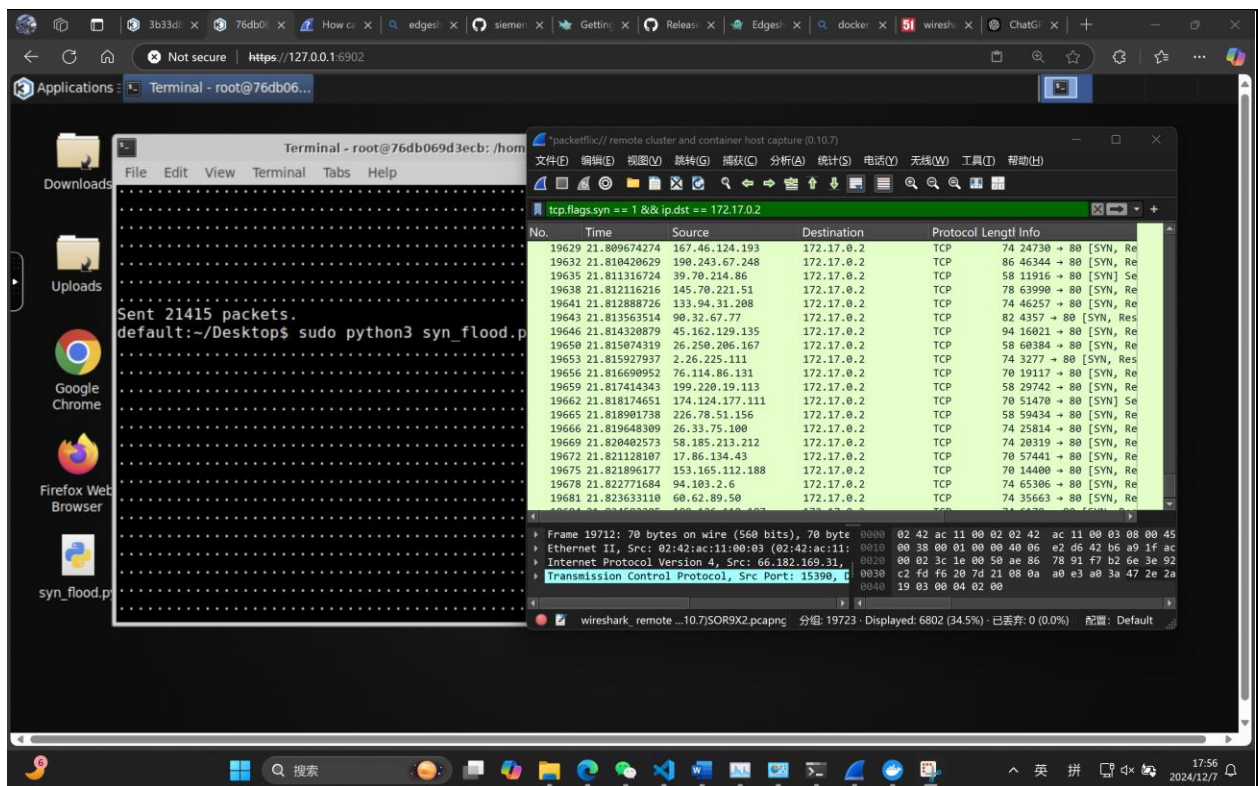 3b33d8
76db06
How ca
edgesh
siemen
Getting
Release
Edgesh
docker
wiresha
ChatGP
Not secure
https://127.0.0.1:6902
Applications
Terminal - root@76db06...
Downloads
Uploads
Google
Chrome
Firefox Web
Browser
syn_flood.p
Terminal - root@76db069d3ecb: /hom
File Edit View Terminal Tabs Help
Sent 21415 packets.
default:~/Desktop$ sudo python3 syn_flood.p
*packetflix:// remote cluster and container host capture (0.10.7)
文件(F) 编辑(E) 视图(V) 跳转(G) 捕获(C) 分析(A) 统计(S) 电话(Y) 无线(W) 工具(T) 帮助(H)
tcp.flags.syn == 1 && ip.dst == 172.17.0.2
No. Time Source Destination Protocol Lengtl Info
19629 21.809674274 167.46.124.193 172.17.0.2 TCP 74 24730 → 80 [SYN, Re
19632 21.810420629 190.243.67.248 172.17.0.2 TCP 86 46344 → 80 [SYN, Re
19635 21.811316724 39.70.214.86 172.17.0.2 TCP 58 11916 → 80 [SYN] Se
19638 21.812116216 145.70.221.51 172.17.0.2 TCP 78 63990 → 80 [SYN, Re
19641 21.812888726 133.94.31.208 172.17.0.2 TCP 74 46257 → 80 [SYN, Re
19643 21.813563514 90.32.67.77 172.17.0.2 TCP 82 4357 → 80 [SYN, Res
19646 21.814320879 45.162.129.135 172.17.0.2 TCP 94 16021 → 80 [SYN, Re
19650 21.815074319 26.250.206.167 172.17.0.2 TCP 58 60384 → 80 [SYN, Re
19653 21.815927937 2.26.225.111 172.17.0.2 TCP 74 3277 → 80 [SYN, Res
19656 21.816690952 76.114.86.131 172.17.0.2 TCP 70 19117 → 80 [SYN, Re
19659 21.817414343 199.220.19.113 172.17.0.2 TCP 58 29742 → 80 [SYN, Re
19662 21.818174651 174.124.177.111 172.17.0.2 TCP 70 51470 → 80 [SYN] Se
19665 21.818901738 226.78.51.156 172.17.0.2 TCP 58 59434 → 80 [SYN, Re
19666 21.819648309 26.33.75.100 172.17.0.2 TCP 74 25814 → 80 [SYN, Re
19669 21.820402573 58.185.213.212 172.17.0.2 TCP 74 20319 → 80 [SYN, Re
19672 21.821128107 17.86.134.43 172.17.0.2 TCP 70 57441 → 80 [SYN, Re
19675 21.821896177 153.165.112.188 172.17.0.2 TCP 70 14400 → 80 [SYN, Re
19678 21.822771684 94.103.2.6 172.17.0.2 TCP 74 65306 → 80 [SYN, Re
19681 21.823633110 60.62.89.50 172.17.0.2 TCP 74 35663 → 80 [SYN, Re
Frame 19712: 70 bytes on wire (560 bits), 70 byte
Ethernet II, Src: 02:42:ac:11:00:03 (02:42:ac:11:
Internet Protocol Version 4, Src: 66.182.169.31,
Transmission Control Protocol, Src Port: 15390, D
0000 02 42 ac 11 00 02 02 42 ac 11 00 03 08 00 45
0010 00 38 00 01 00 00 40 06 e2 d6 42 b6 a9 1f ac
0020 00 02 3c 1e 00 50 ae 86 78 91 f7 b2 6e 3e 92
0030 c2 fd f6 20 7d 21 08 0a a0 e3 a0 3a 47 2e 2a
0040 19 03 00 04 02 00
wireshark_remote ...10.7)SOR9X2.pcapng 分组: 19723 · Displayed: 6802 (34.5%) · 已丢弃: 0 (0.0%) 配置: Default
6
搜索
英 拼
17:56
2024/12/7